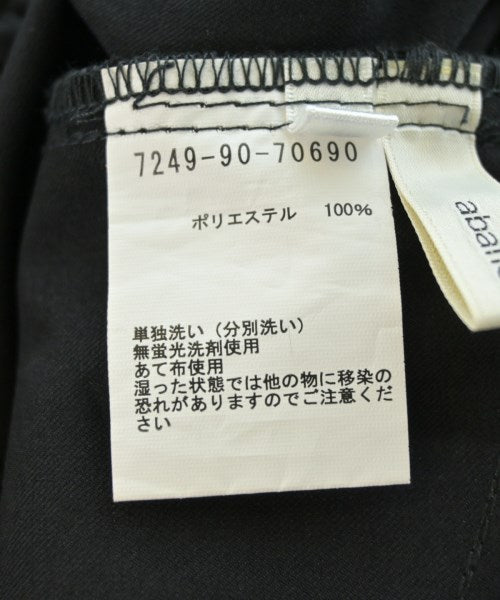 7249-90-70690
ポリエステル 100%
単独洗い（分別洗い）
無蛍光洗剤使用
あて布使用
湿った状態では他の物に移染の
恐れがありますのでご注意くだ
さい